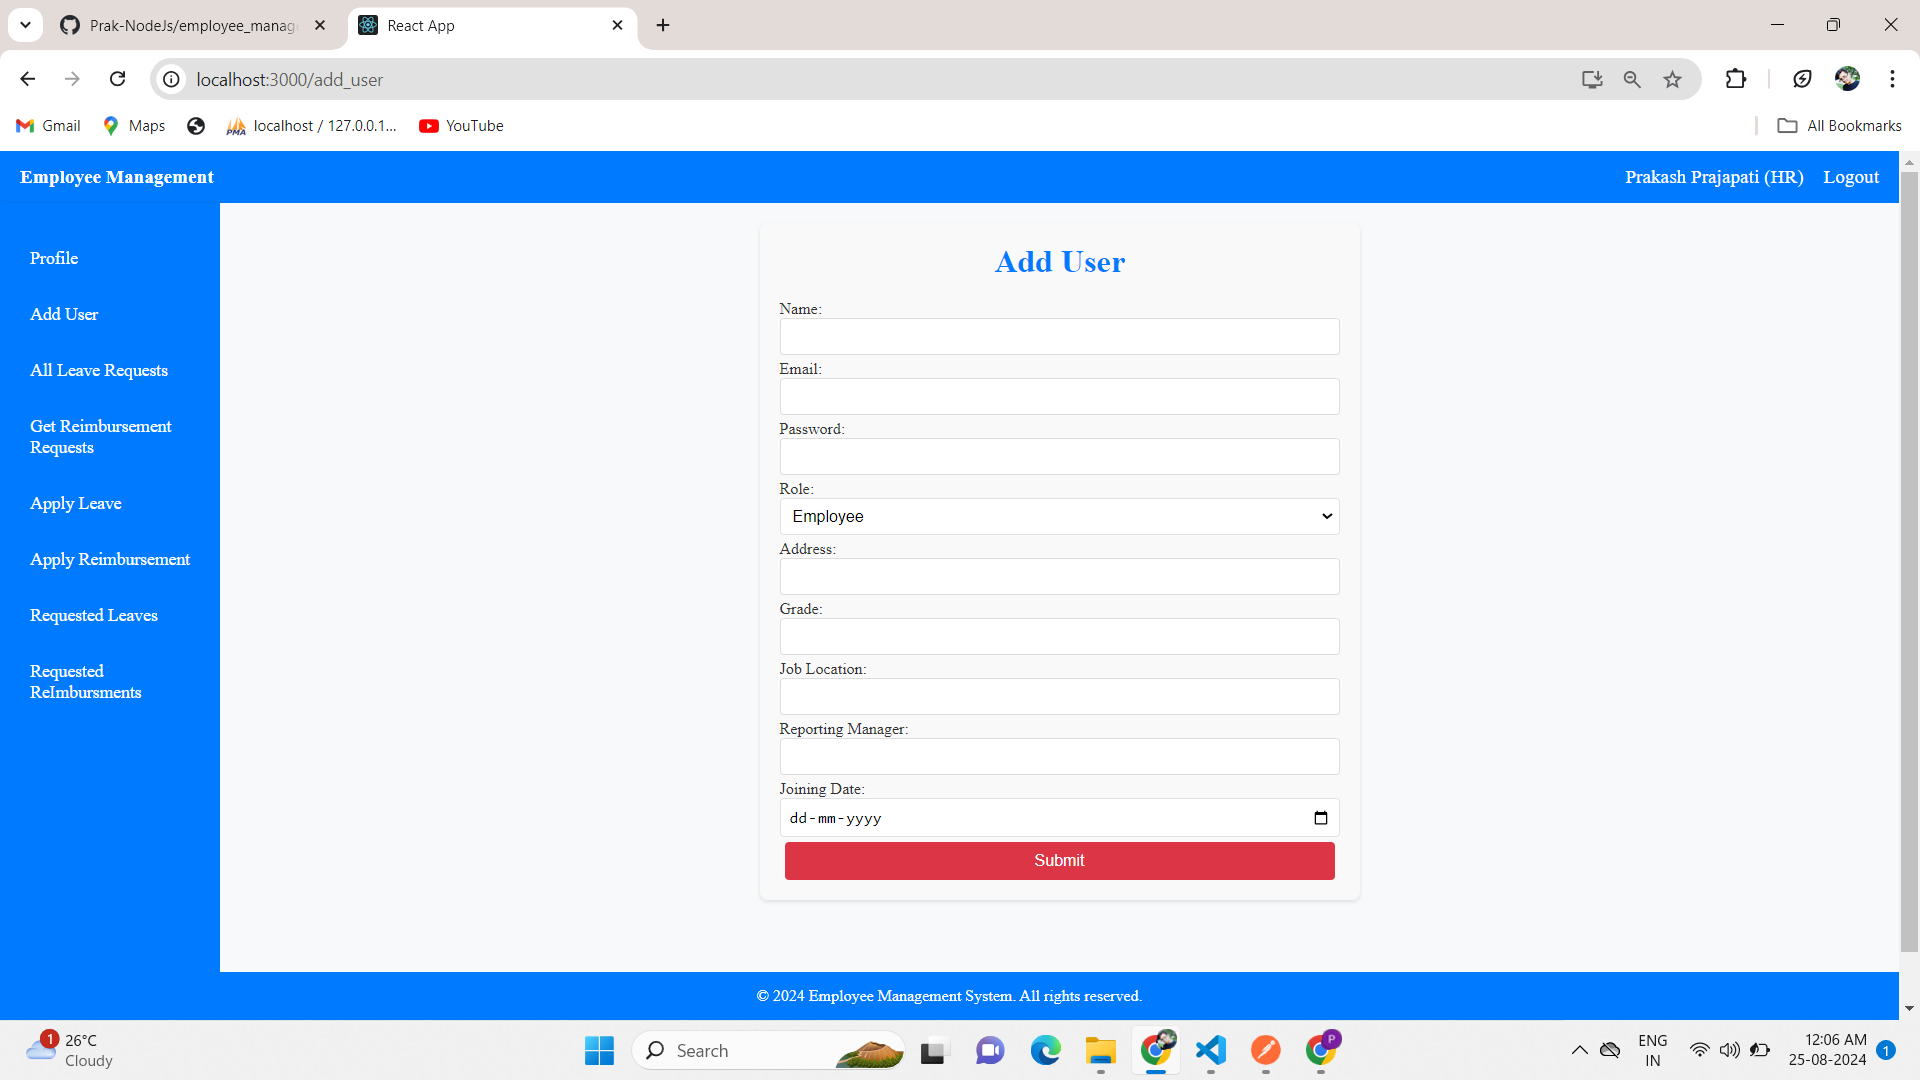 Prak-NodeJs/employee_manag
React App
localhost:3000/add_user
Gmail
Maps
PMA
localhost / 127.0.0.1...
YouTube
All Bookmarks
Employee Management
Prakash Prajapati (HR)
Logout
Profile
Add User
All Leave Requests
Get Reimbursement
Requests
Apply Leave
Apply Reimbursement
Requested Leaves
Requested
ReImbursments
Add User
Name:
Email:
Password:
Role:
Employee
Address:
Grade:
Job Location:
Reporting Manager:
Joining Date:
dd-mm-yyyy
Submit
© 2024 Employee Management System. All rights reserved.
1
26°C
Cloudy
Search
P
ENG
IN
12:06 AM
25-08-2024
1